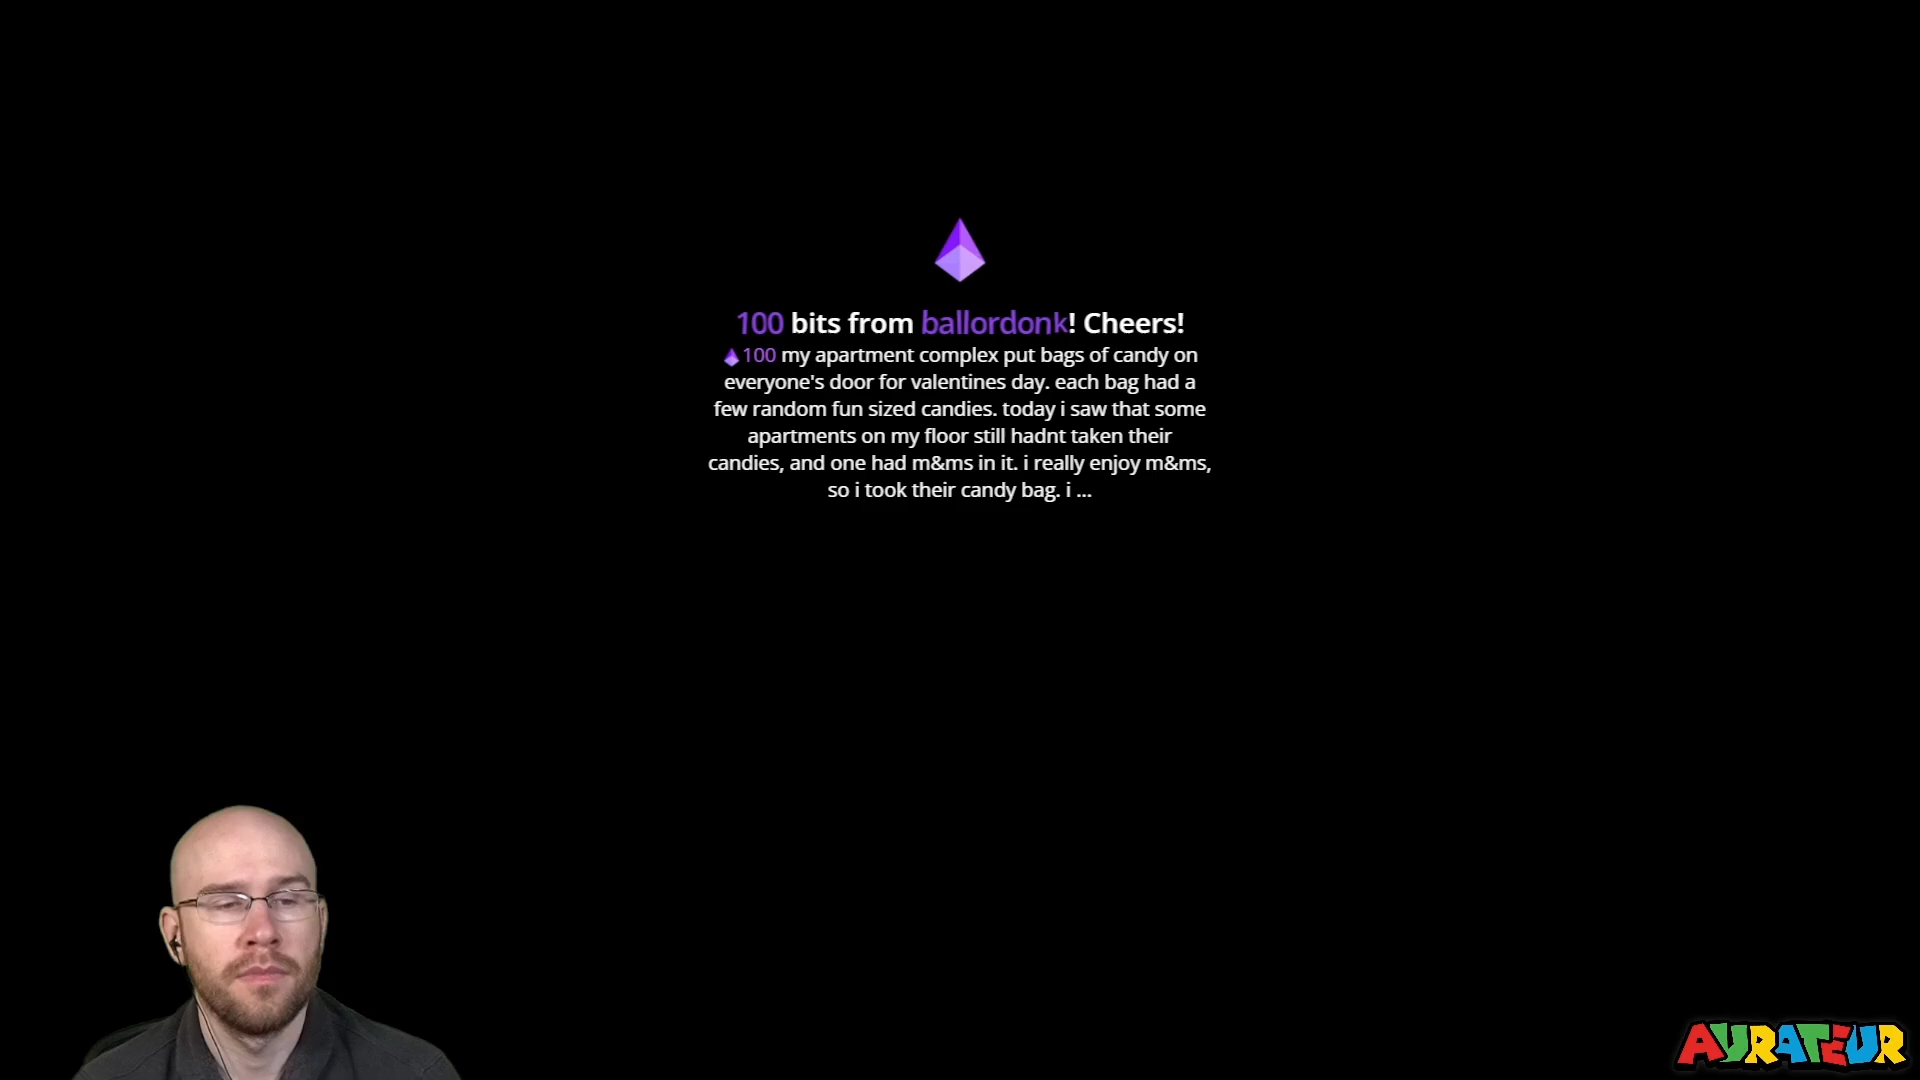 100 bits from ballordonk! Cheers!
100 my apartment complex put bags of candy on
everyone's door for valentines day. each bag had a
few random fun sized candies. today i saw that some
apartments on my floor still hadnt taken their
candies, and one had m&ms in it. i really enjoy m&ms,
so i took their candy bag. i ...
AURATEUR